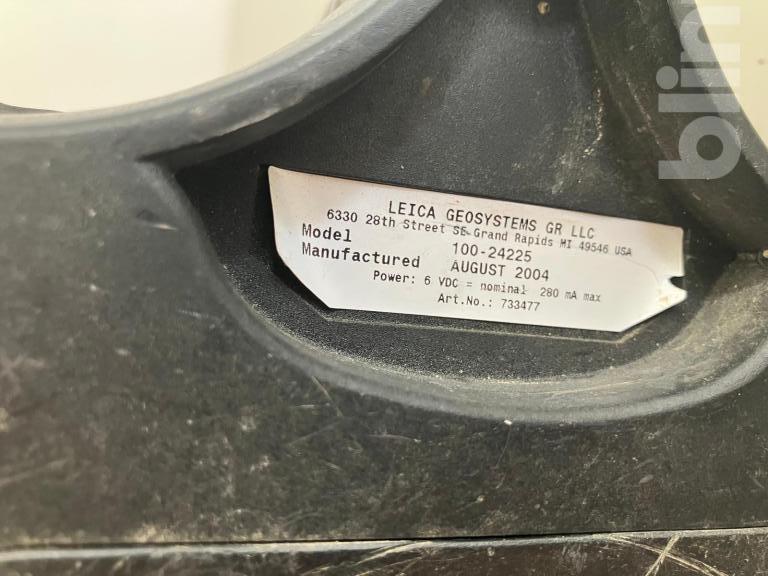 LEICA GEOSYSTEMS GR LLC
6330 28th Street SE Grand Rapids MI 49546 USA
Model 100-24225
Manufactured AUGUST 2004
Power: 6 VDC = nominal 280 mA max
Art.No.: 733477
blin